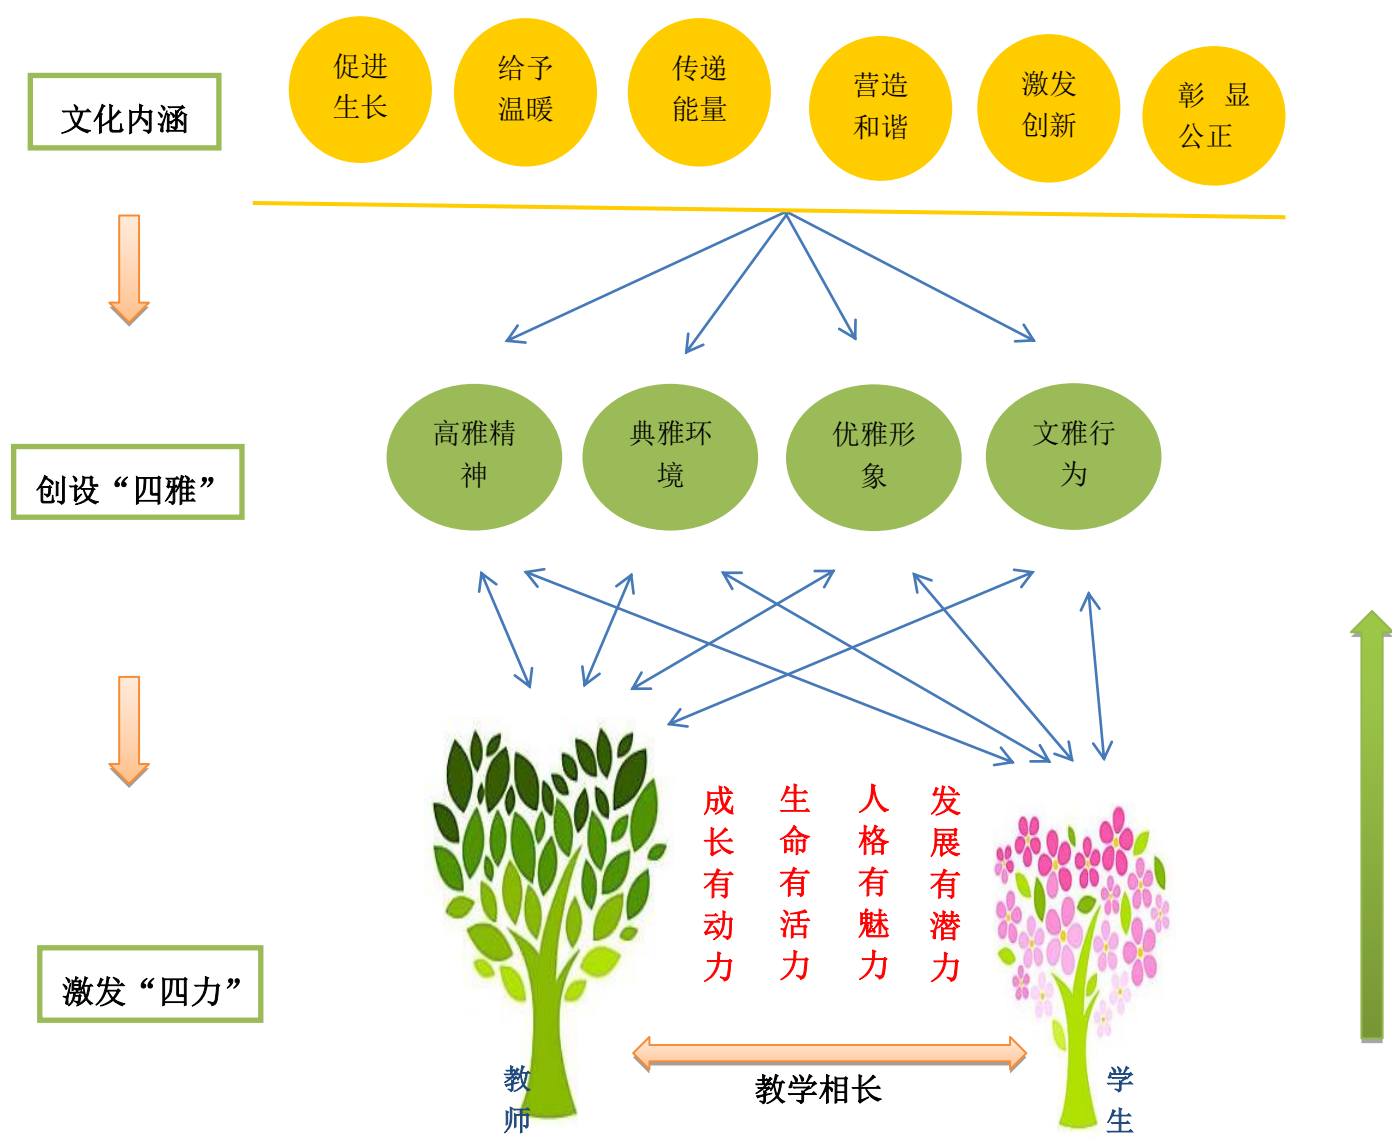 文化内涵
促进
生长
给予
温暖
传递
能量
营造
和谐
激发
创新
彰 显
公正
创设“四雅”
高雅精
神
典雅环
境
优雅形
象
文雅行
为
激发“四力”
成长有动力
生命有活力
人格有魅力
发展有潜力
教师
教学相长
学生